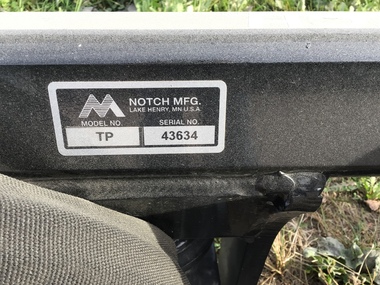 NOTCH MFG.
LAKE HENRY, MN U.S.A
MODEL NO. SERIAL NO.
TP 43634